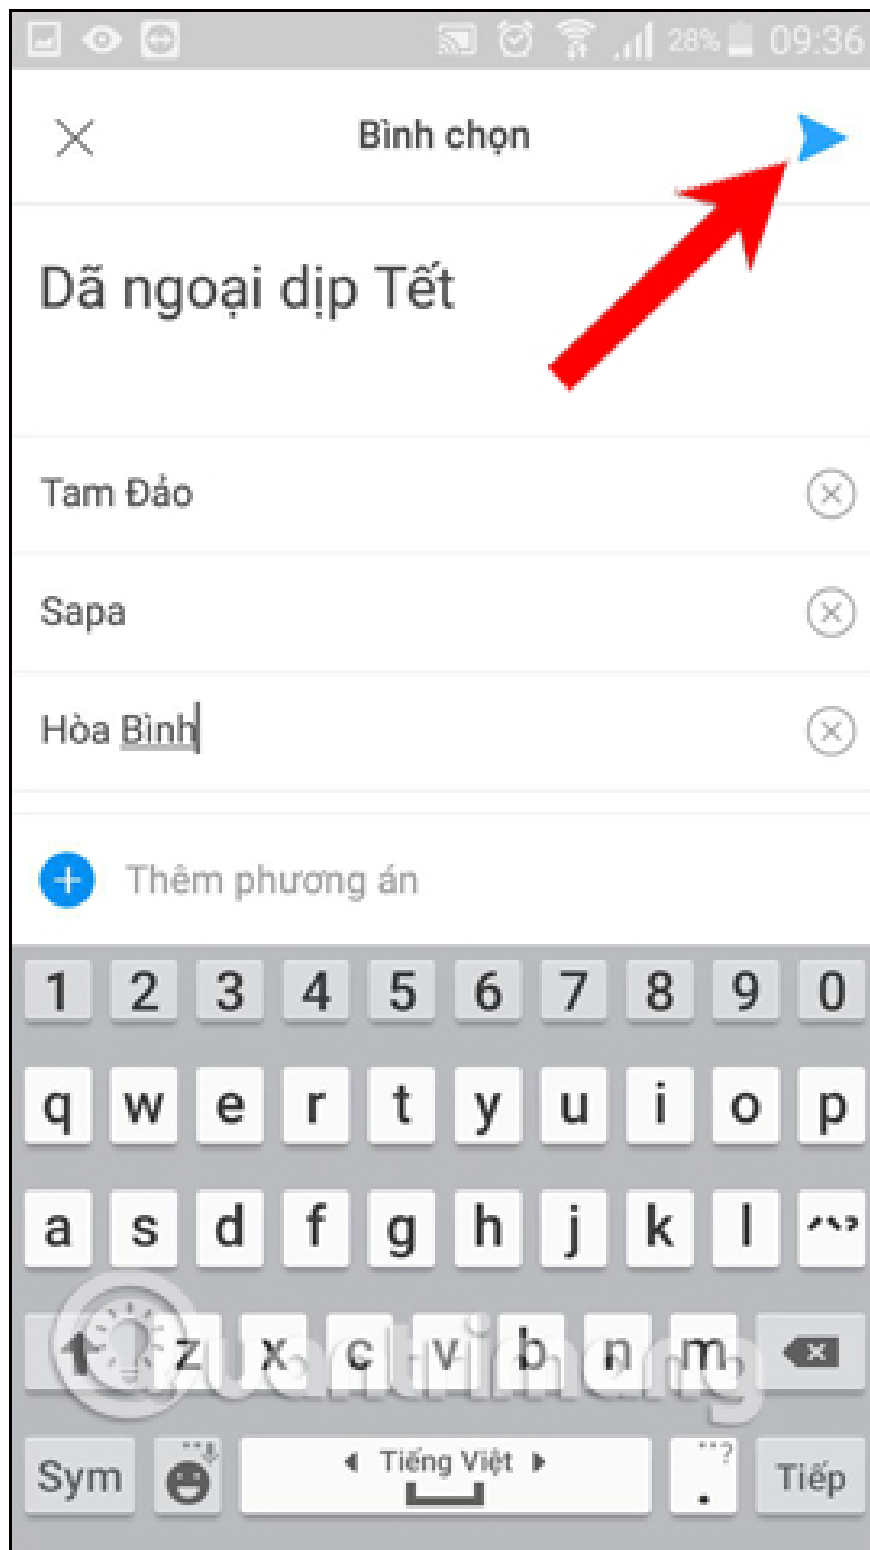 28% 09:36
Bình chọn
Dã ngoại dịp Tết
Tam Đảo
Sapa
Hòa Bình
Thêm phương án
1 2 3 4 5 6 7 8 9 0
q w e r t y u i o p
a s d f g h j k l
z x c v b n m
uantrimang
Sym Tiếng Việt . ? Tiếp